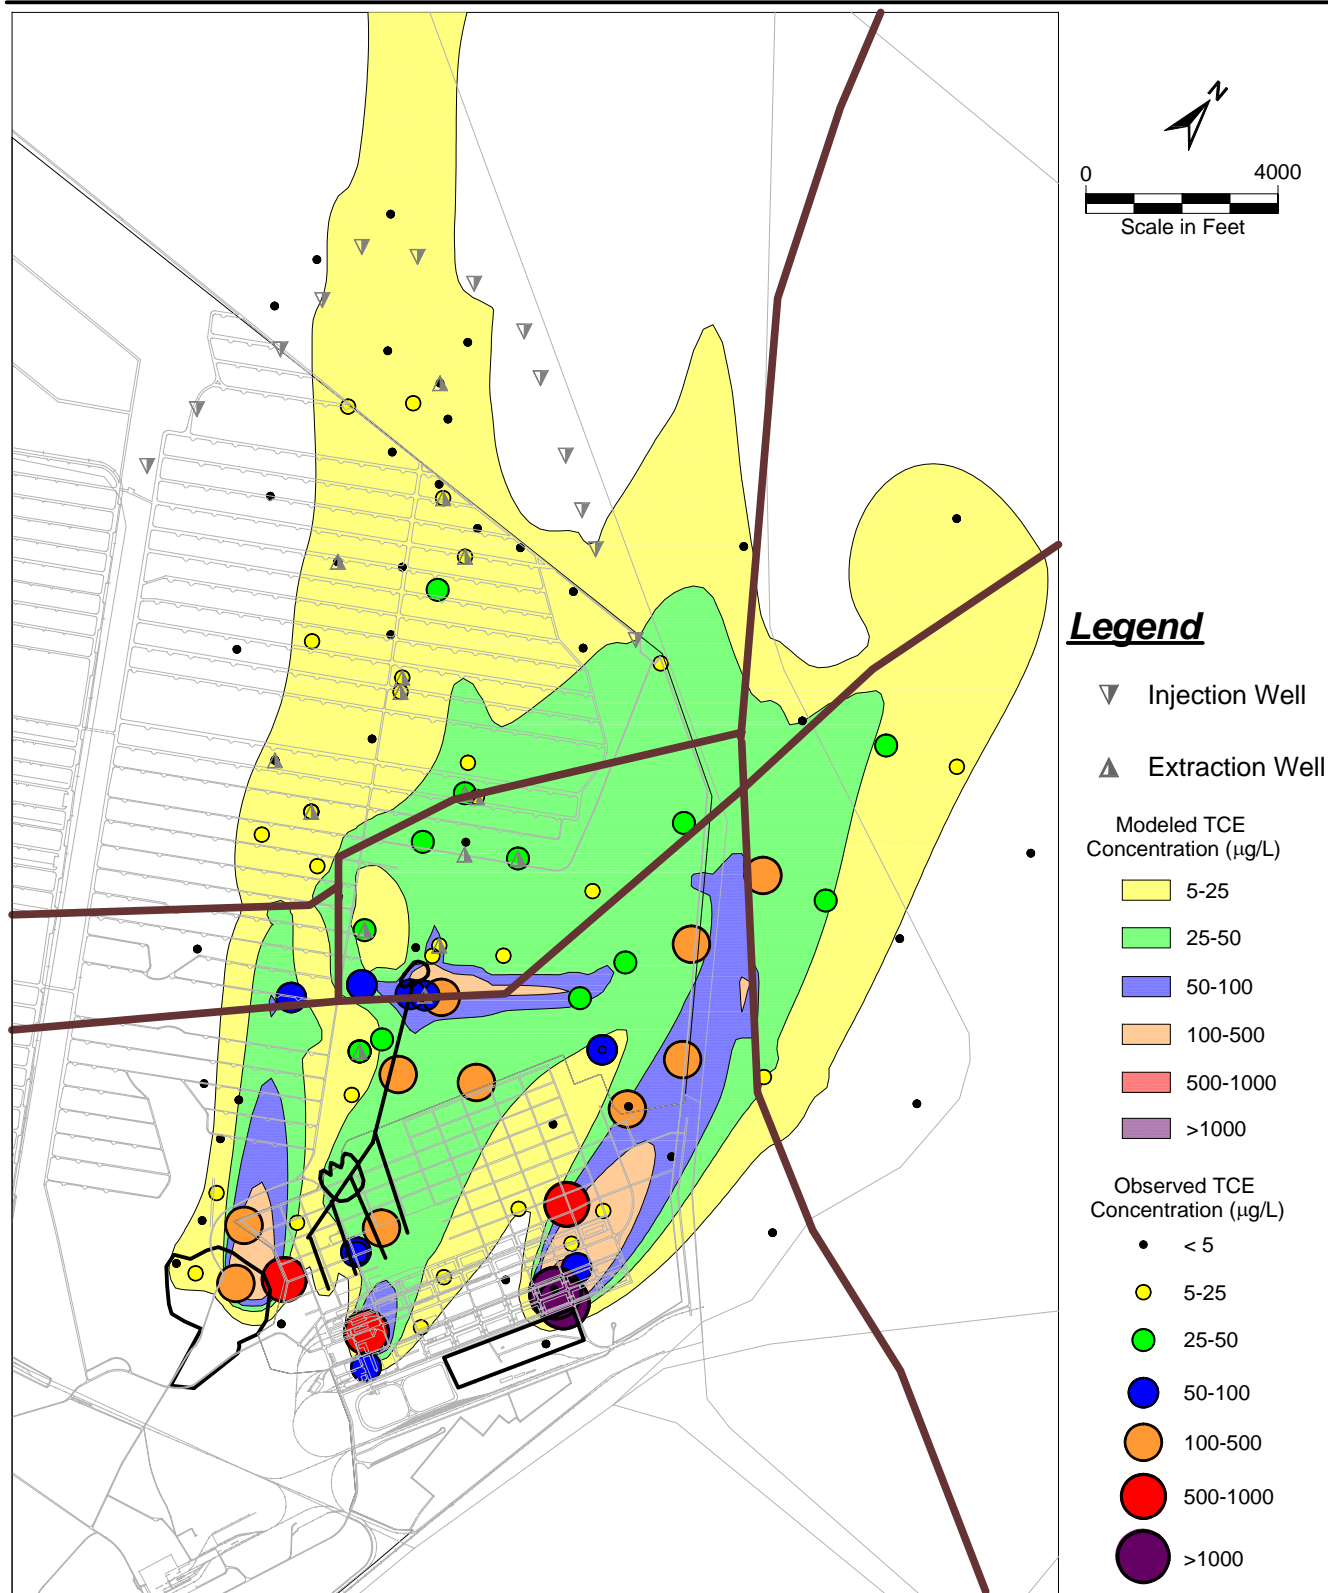 N
0 4000
Scale in Feet
Legend
Injection Well
Extraction Well
Modeled TCE
Concentration (µg/L)
5-25
25-50
50-100
100-500
500-1000
>1000
Observed TCE
Concentration (µg/L)
< 5
5-25
25-50
50-100
100-500
500-1000
>1000